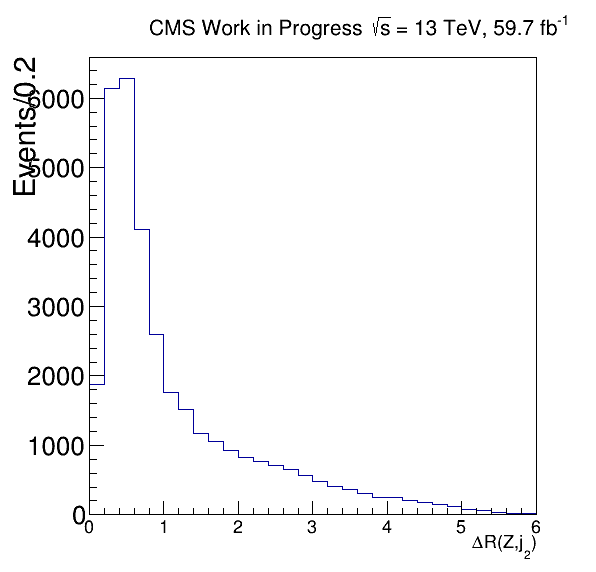 CMS Work in Progress √s = 13 TeV, 59.7 fb⁻¹
Events/0.2
6000
5000
4000
3000
2000
1000
0
0 1 2 3 4 5 6
ΔR(Z,j₂)